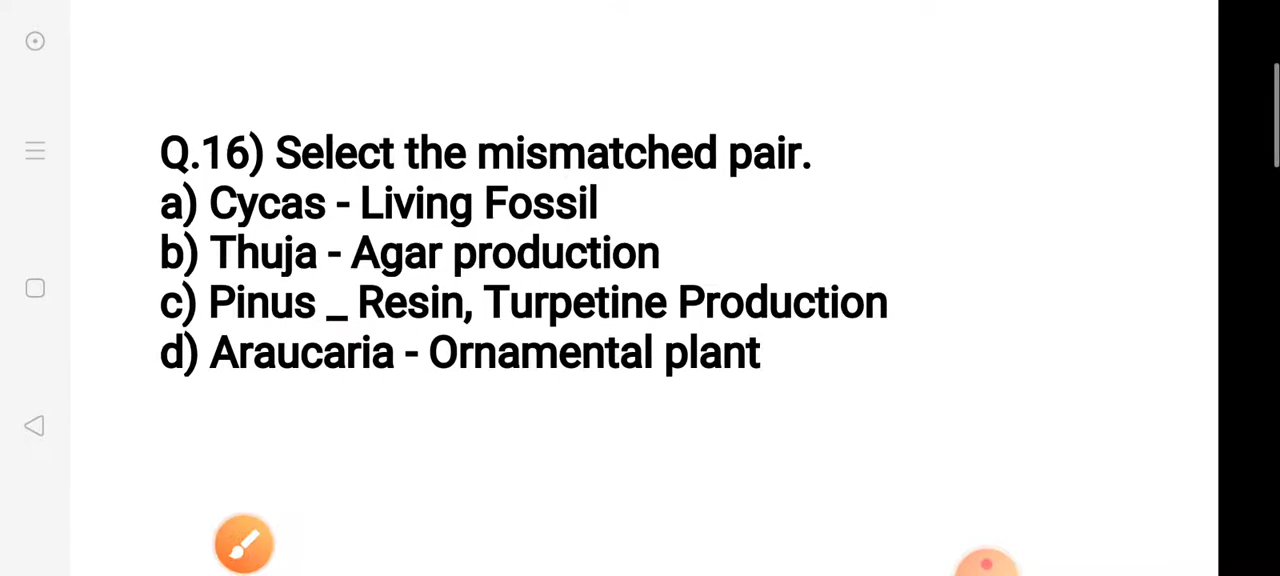 Q.16) Select the mismatched pair.
a) Cycas - Living Fossil
b) Thuja - Agar production
c) Pinus _ Resin, Turpetine Production
d) Araucaria - Ornamental plant